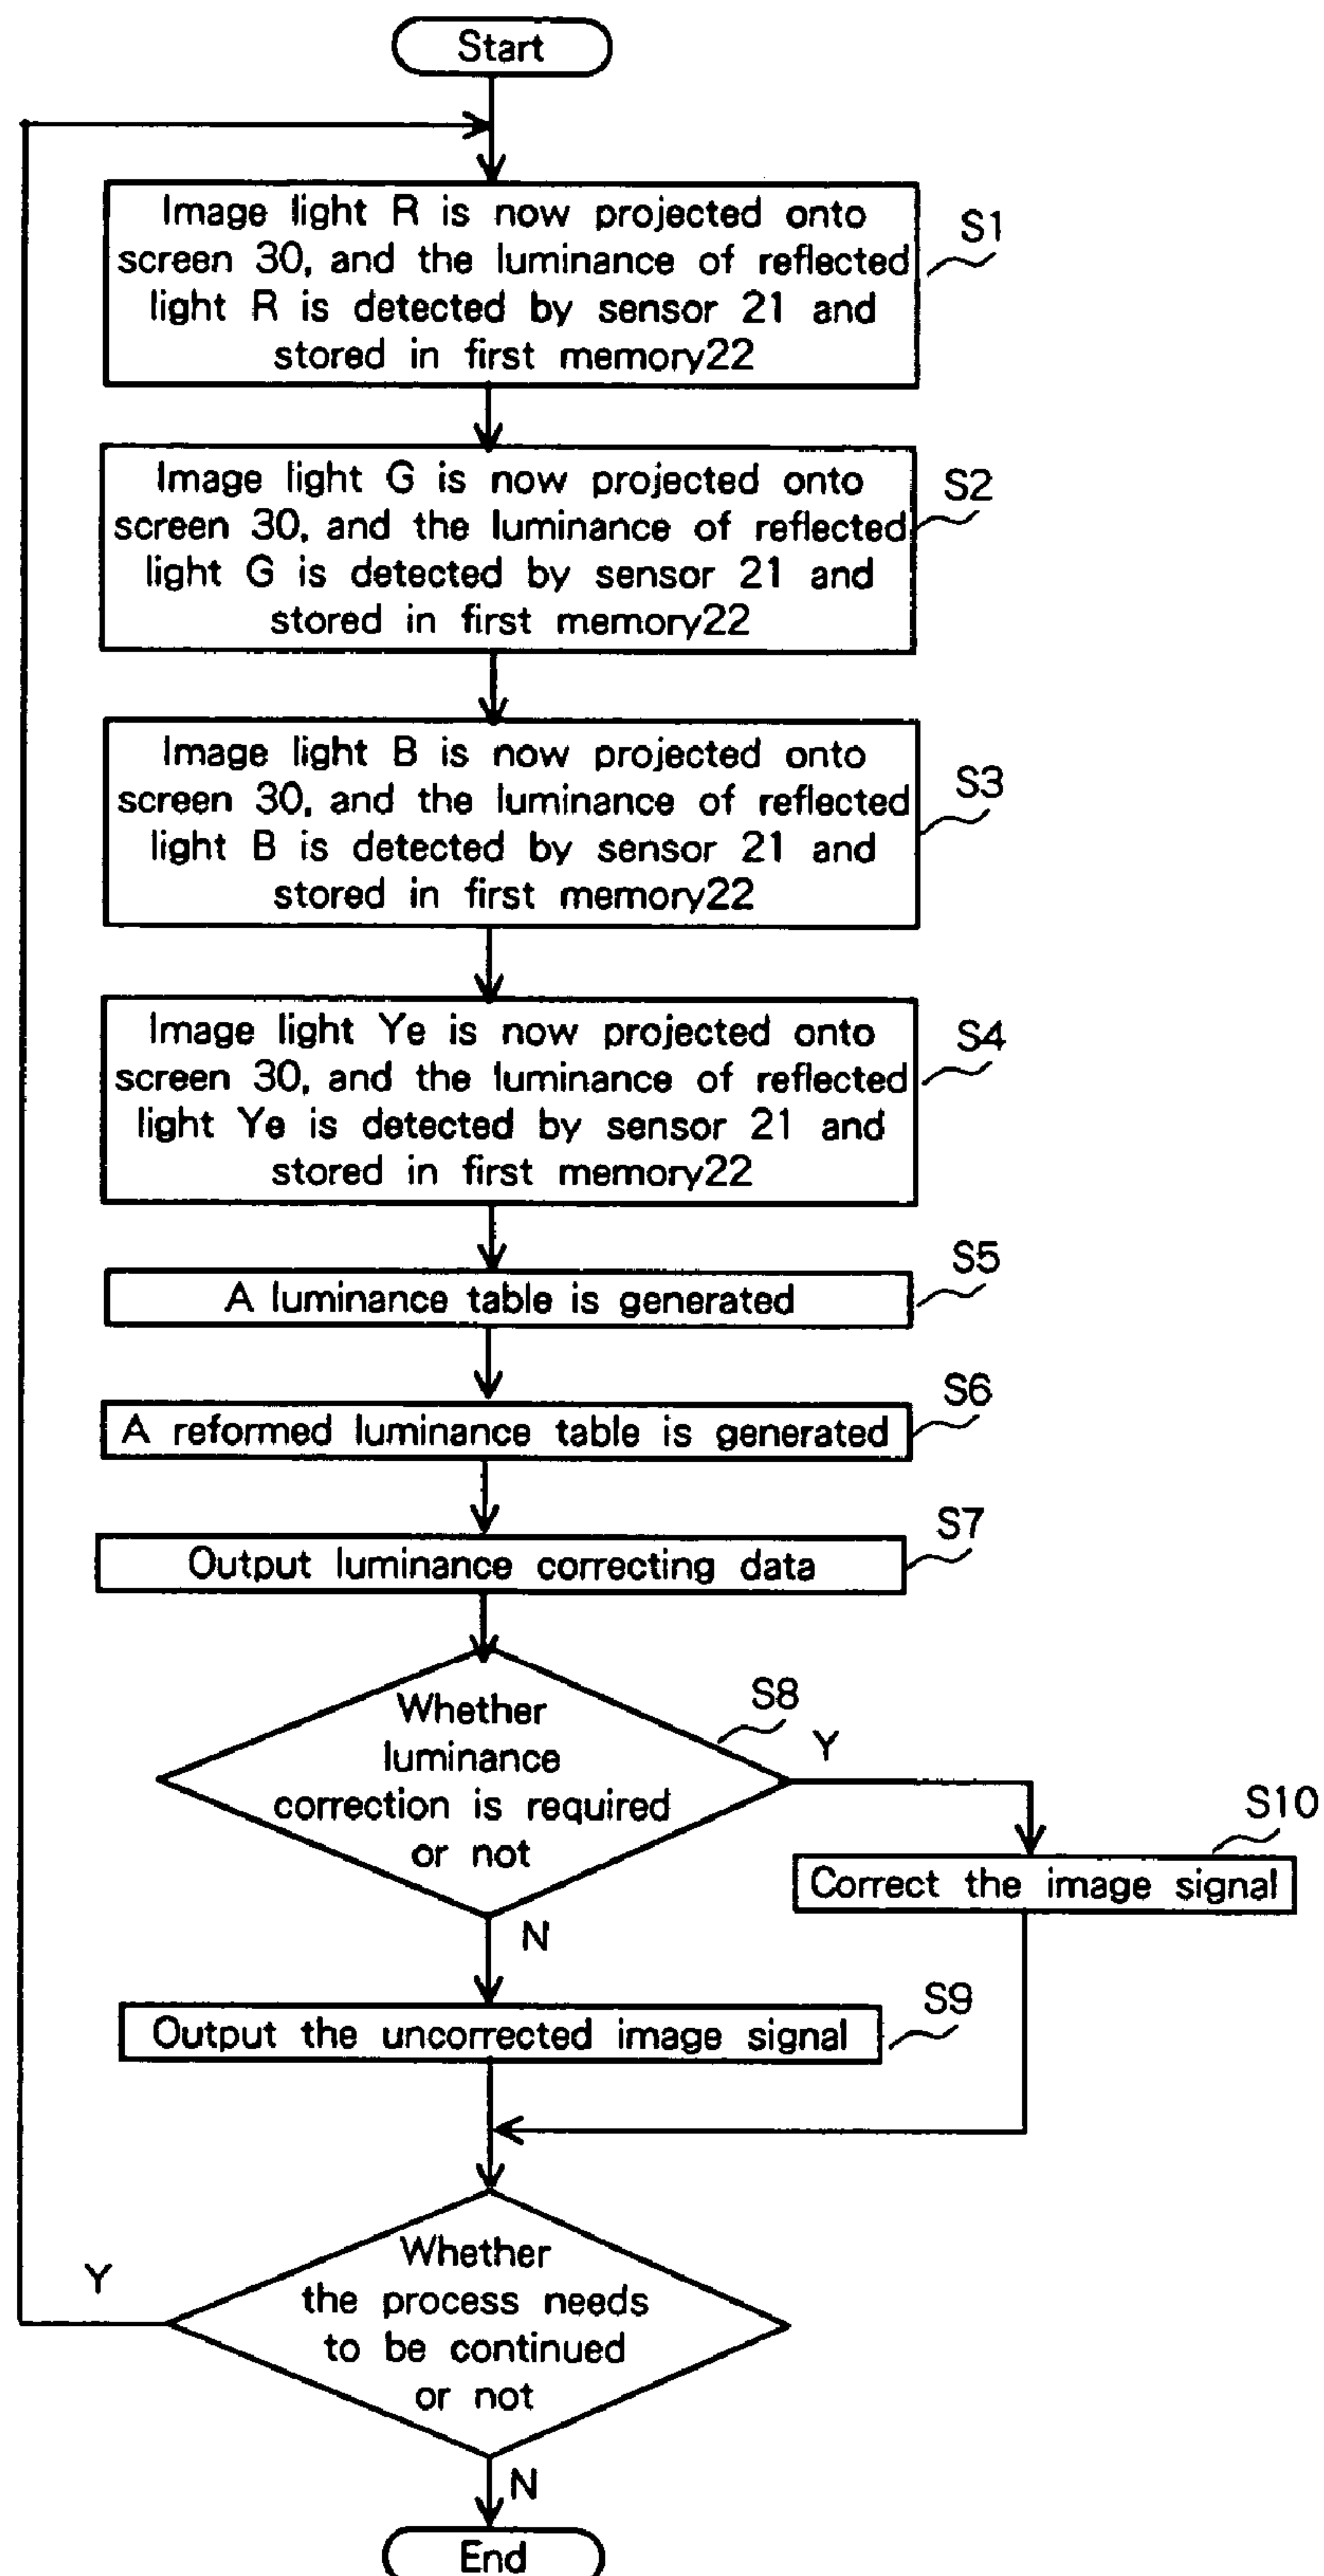 Start
Image light R is now projected onto
screen 30, and the luminance of reflected
light R is detected by sensor 21 and
stored in first memory22
S1
Image light G is now projected onto
screen 30, and the luminance of reflected
light G is detected by sensor 21 and
stored in first memory22
S2
Image light B is now projected onto
screen 30, and the luminance of reflected
light B is detected by sensor 21 and
stored in first memory22
S3
Image light Ye is now projected onto
screen 30, and the luminance of reflected
light Ye is detected by sensor 21 and
stored in first memory22
S4
A luminance table is generated
S5
A reformed luminance table is generated
S6
Output luminance correcting data
S7
Whether
luminance
correction is required
or not
S8
Y
S10
Correct the image signal
N
Output the uncorrected image signal
S9
Whether
the process needs
to be continued
or not
Y
N
End